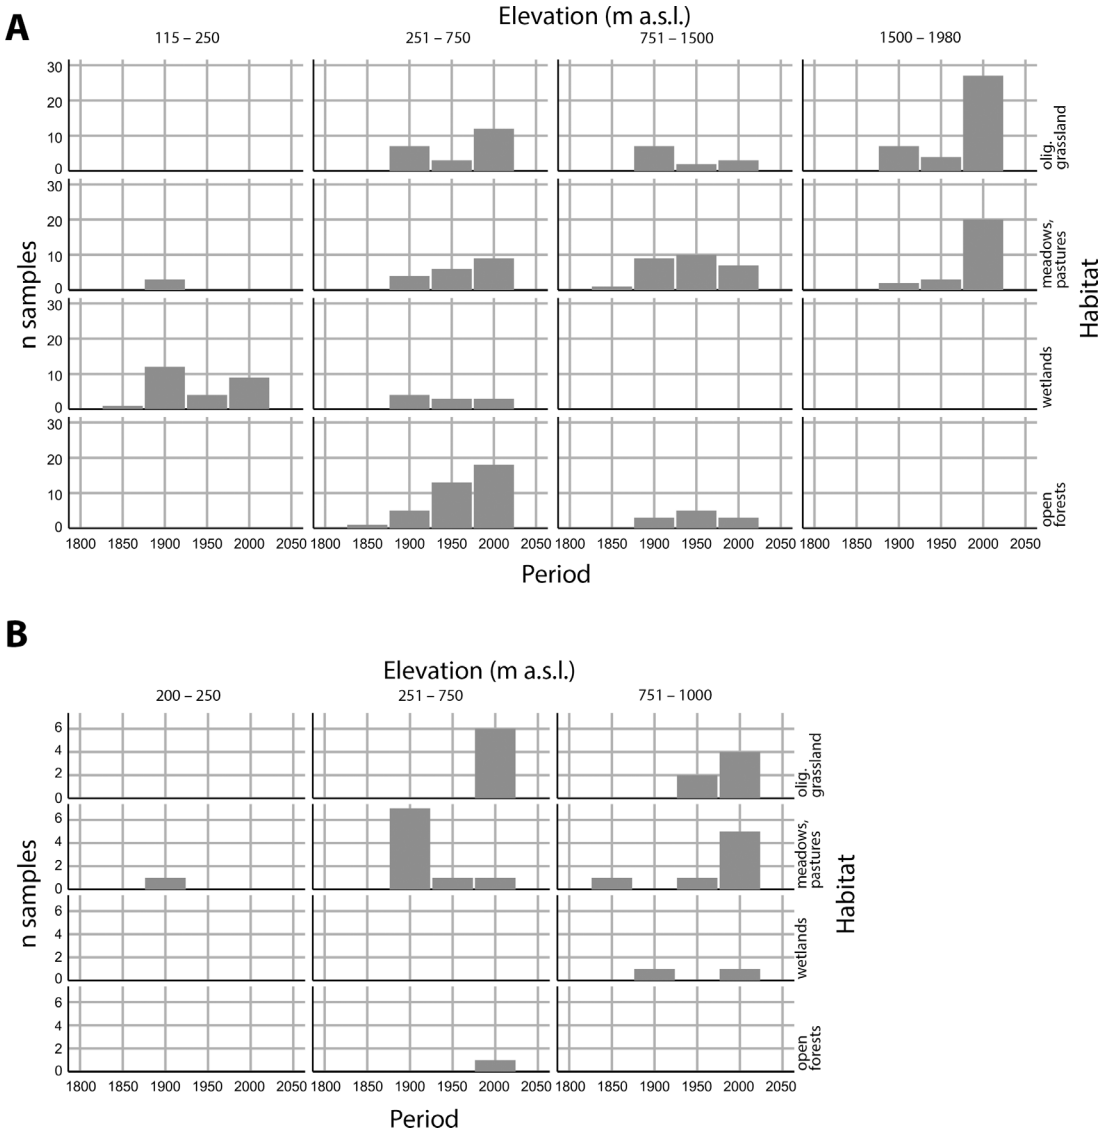 A
Elevation (m a.s.l.)
115 – 250 251 – 750 751 – 1500 1500 – 1980
30
20
10
0
olig.
grassland
30
20
10
0
meadows,
pastures
30
20
10
0
wetlands
30
20
10
0
open
forests
n samples
Habitat
1800 1850 1900 1950 2000 2050 1800 1850 1900 1950 2000 2050 1800 1850 1900 1950 2000 2050 1800 1850 1900 1950 2000 2050
Period
B
Elevation (m a.s.l.)
200 – 250 251 – 750 751 – 1000
6
4
2
0
olig.
grassland
6
4
2
0
meadows,
pastures
6
4
2
0
wetlands
6
4
2
0
open
forests
n samples
Habitat
1800 1850 1900 1950 2000 2050 1800 1850 1900 1950 2000 2050 1800 1850 1900 1950 2000 2050
Period